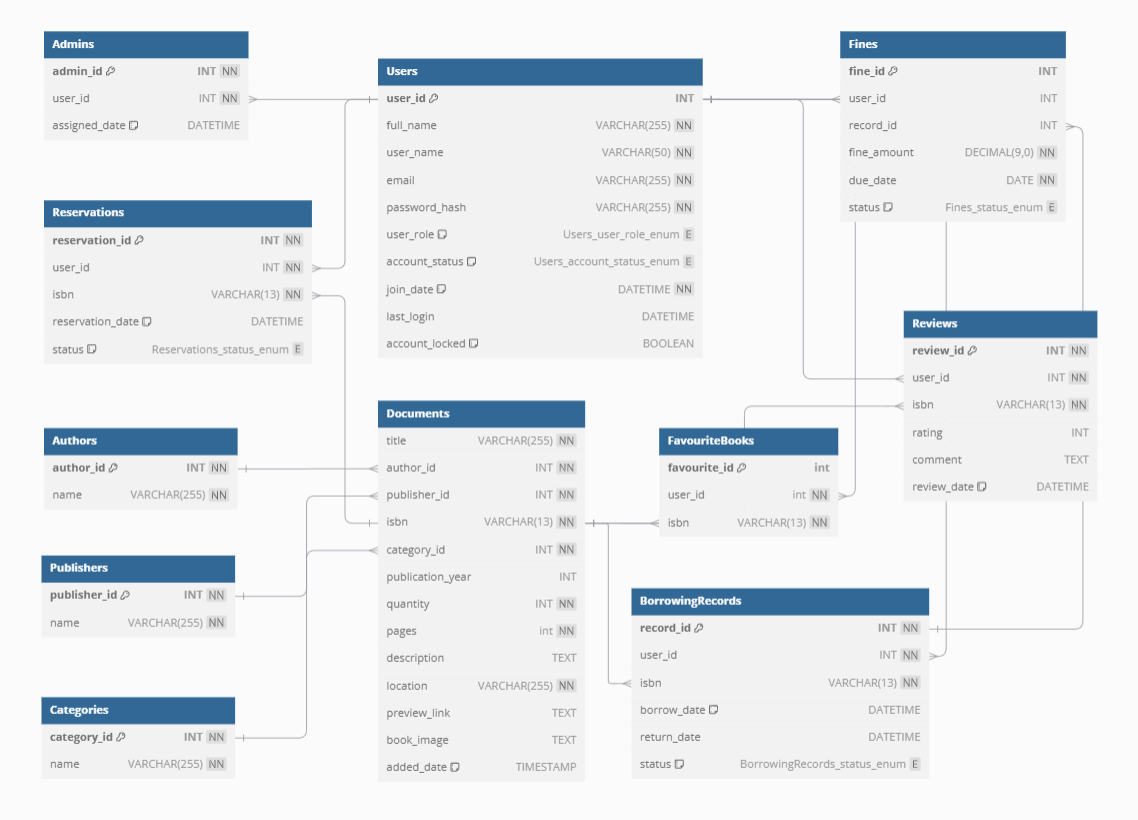 Admins
admin_id INT NN
user_id INT NN
assigned_date DATETIME
Reservations
reservation_id INT NN
user_id INT NN
isbn VARCHAR(13) NN
reservation_date DATETIME
status Reservations_status_enum E
Authors
author_id INT NN
name VARCHAR(255) NN
Publishers
publisher_id INT NN
name VARCHAR(255) NN
Categories
category_id INT NN
name VARCHAR(255) NN
Users
user_id INT
full_name VARCHAR(255) NN
user_name VARCHAR(50) NN
email VARCHAR(255) NN
password_hash VARCHAR(255) NN
user_role Users_user_role_enum E
account_status Users_account_status_enum E
join_date DATETIME NN
last_login DATETIME
account_locked BOOLEAN
Documents
title VARCHAR(255) NN
author_id INT NN
publisher_id INT NN
isbn VARCHAR(13) NN
category_id INT NN
publication_year INT
quantity INT NN
pages int NN
description TEXT
location VARCHAR(255) NN
preview_link TEXT
book_image TEXT
added_date TIMESTAMP
Fines
fine_id INT
user_id INT
record_id INT
fine_amount DECIMAL(9,0) NN
due_date DATE NN
status Fines_status_enum E
Reviews
review_id INT NN
user_id INT NN
isbn VARCHAR(13) NN
rating INT
comment TEXT
review_date DATETIME
FavouriteBooks
favourite_id int
user_id int NN
isbn VARCHAR(13) NN
BorrowingRecords
record_id INT NN
user_id INT NN
isbn VARCHAR(13) NN
borrow_date DATETIME
return_date DATETIME
status BorrowingRecords_status_enum E